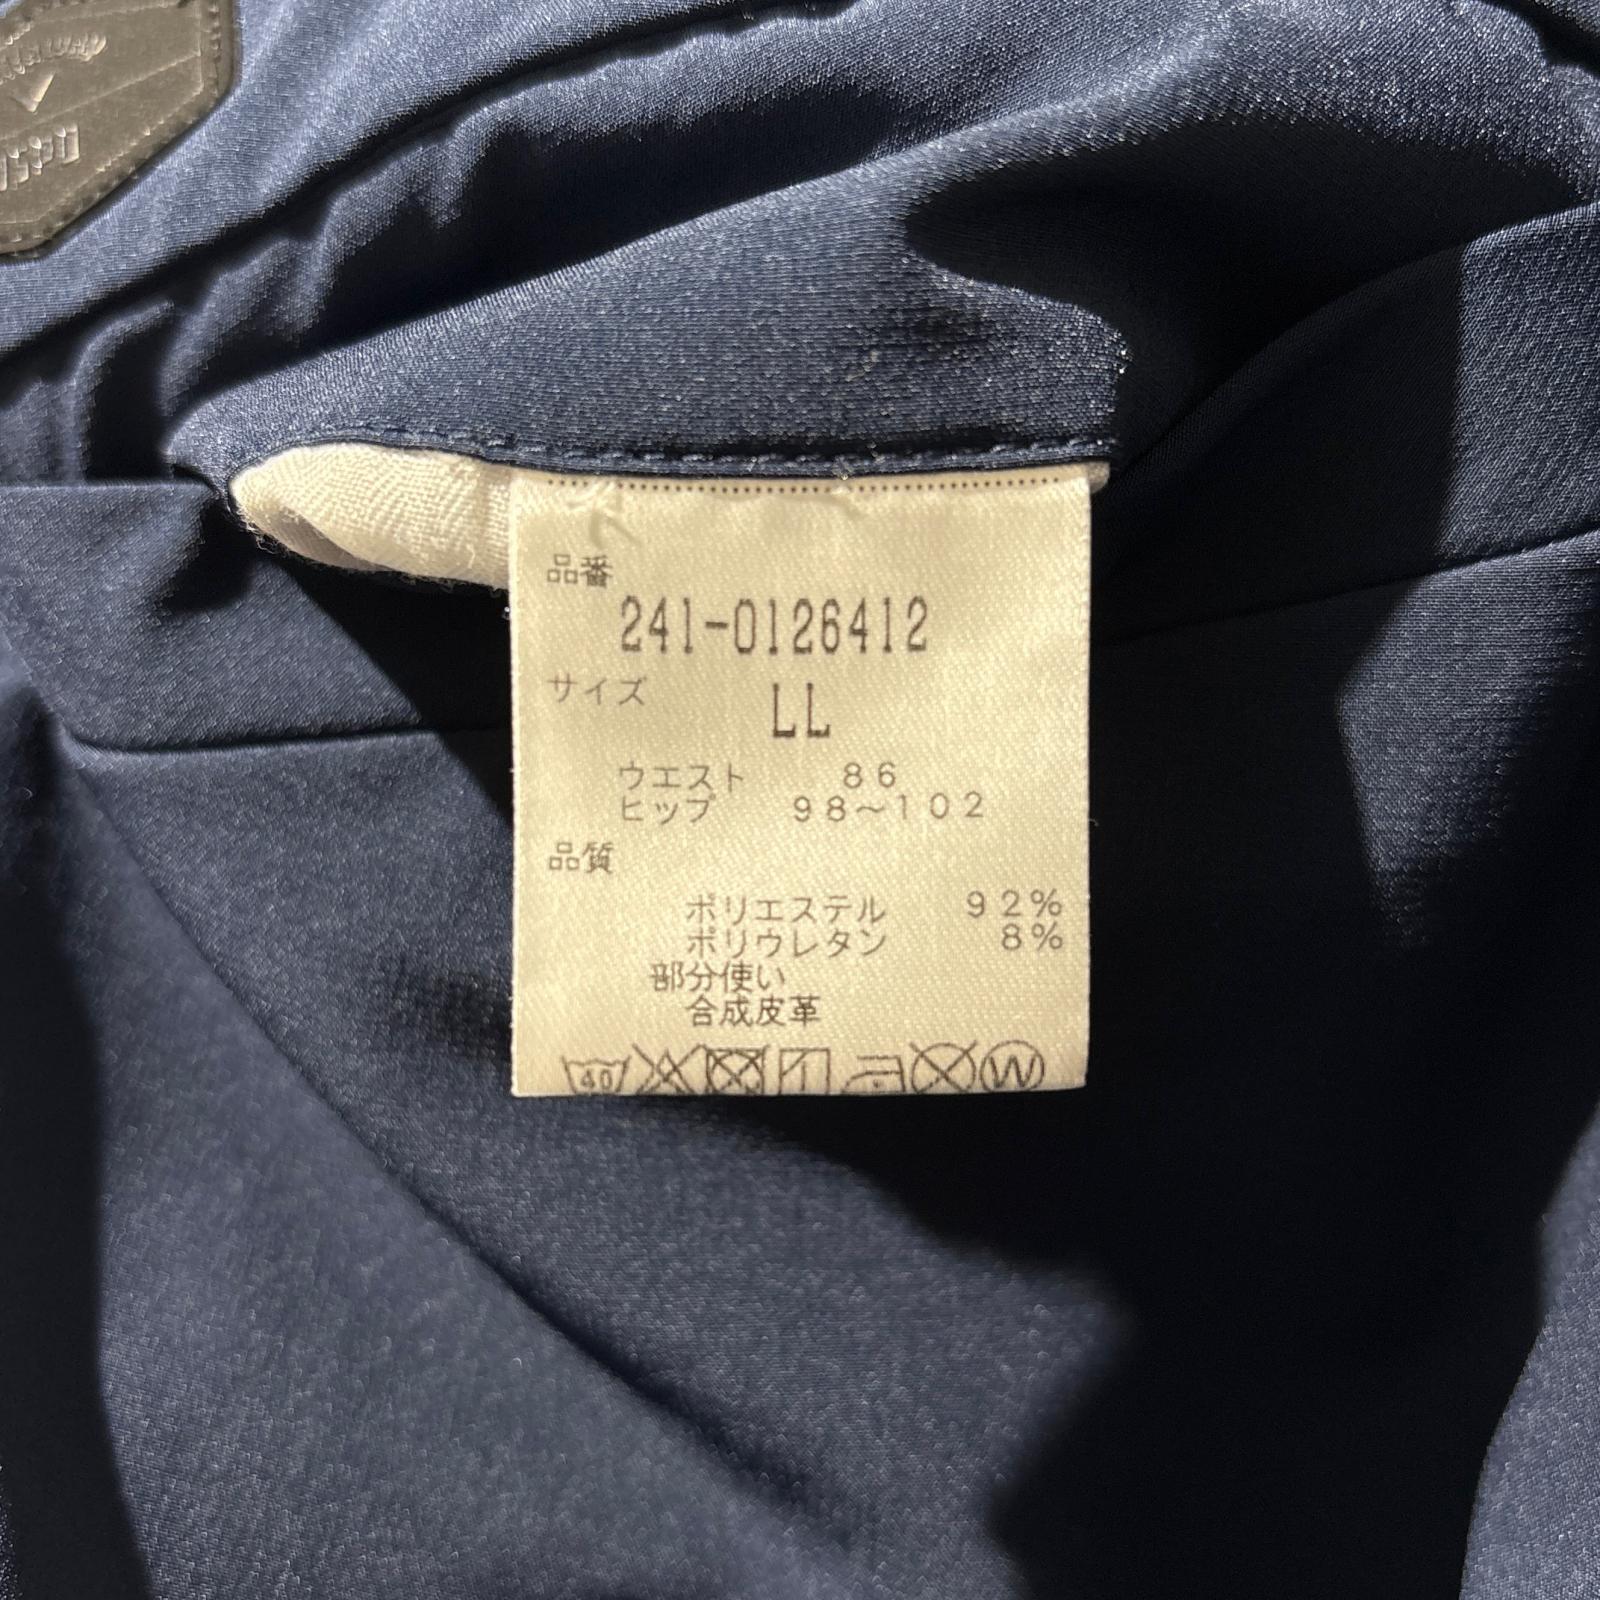 品番
241-0126412
サイズ
LL
ウエスト 86
ヒップ 98～102
品質
ポリエステル 92%
ポリウレタン 8%
部分使い
合成皮革
40
W